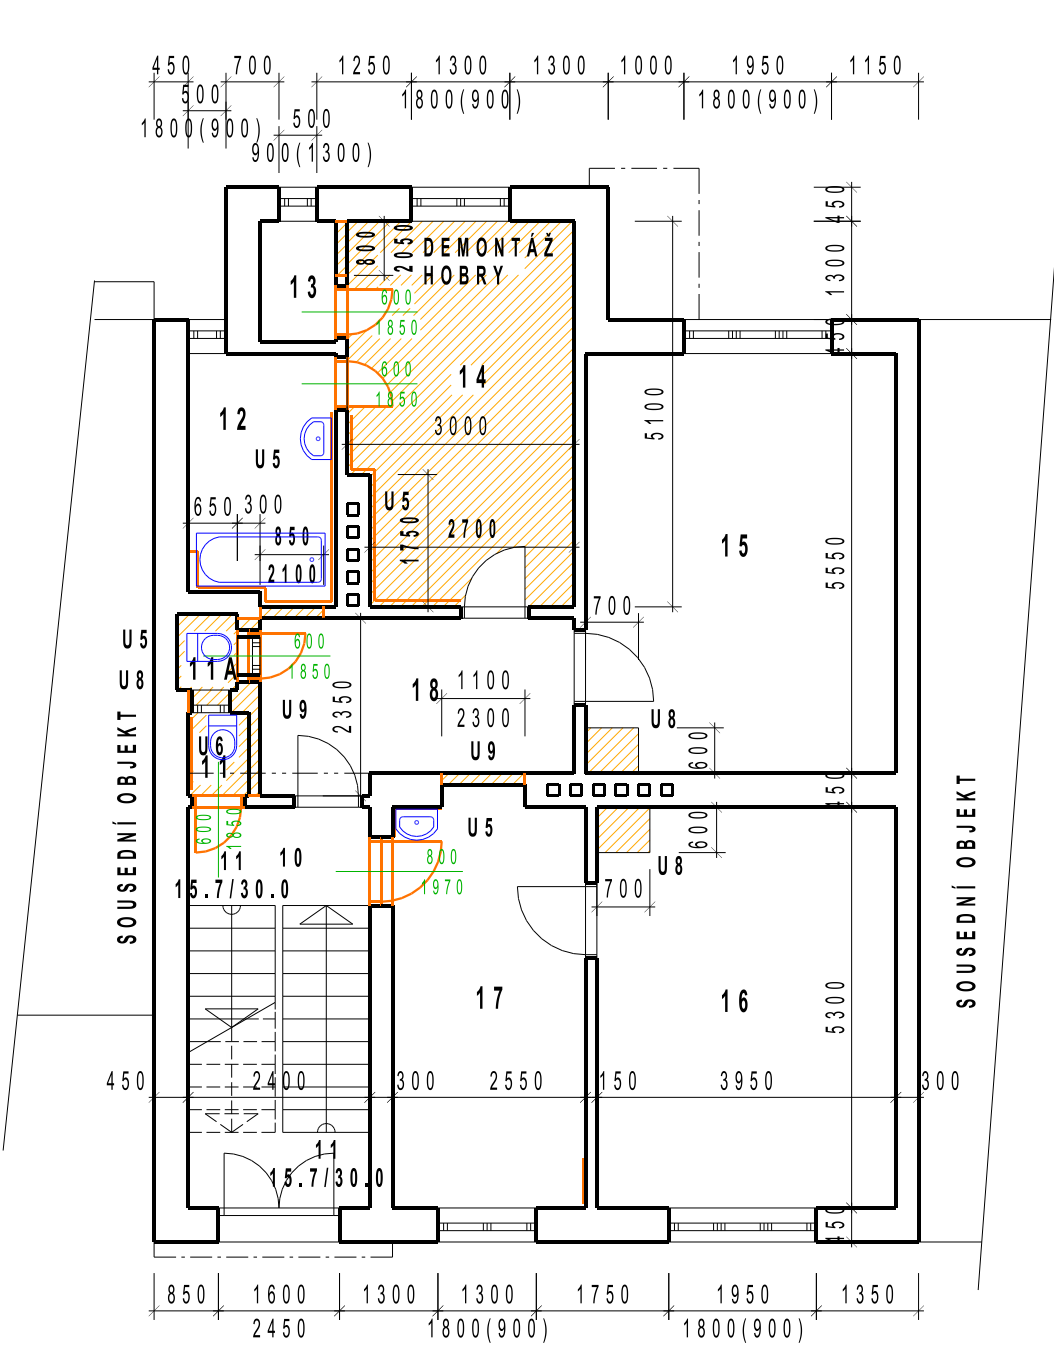 450 700 1250 1300 1300 1000 1950 1150
500 1800(900) 1800(900)
1800(900) 500
900(1300)
450
800 2050 DEMONTÁŽ
HOBRY
1300
13 600
1850
450
600
1850
14
12 5100
3000
U5
U5
650 300
850 1750 2700 15
2100 5550
700
U5 600
11A 1850
U8 18 1100
U9 2350 2300 U8
U6 U9 600
11
450
SOUSEDNÍ OBJEKT
SOUSEDNÍ OBJEKT
600 1850 U5 600
11 10 800 U8
15.7/30.0 1970 700
17 16
5300
450 2400 300 2550 150 3950 300
11
15.7/30.0
450
850 1600 1300 1300 1750 1950 1350
2450 1800(900) 1800(900)